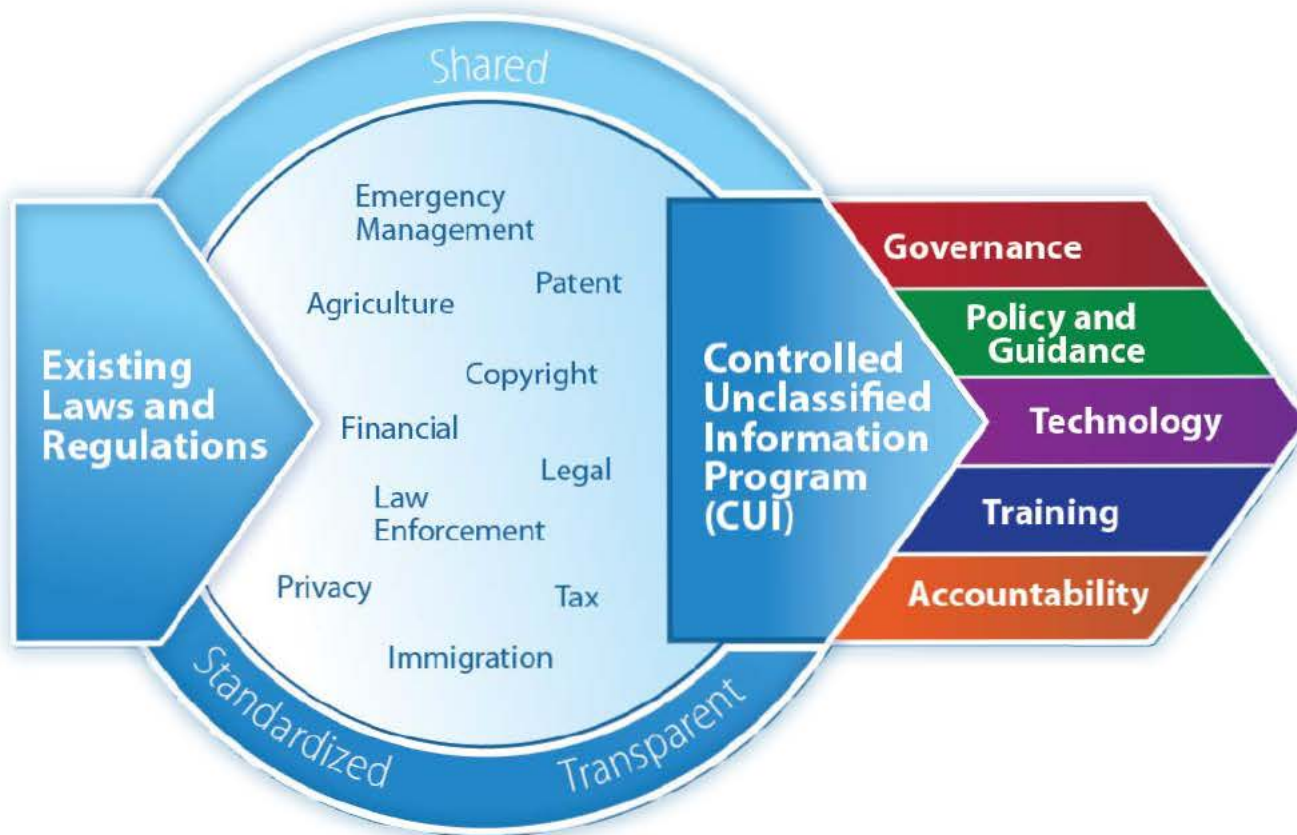 Shared
Existing
Laws and
Regulations
Emergency
Management
Patent
Agriculture
Copyright
Financial
Legal
Law
Enforcement
Privacy
Tax
Immigration
Standardized
Transparent
Controlled
Unclassified
Information
Program
(CUI)
Governance
Policy and
Guidance
Technology
Training
Accountability